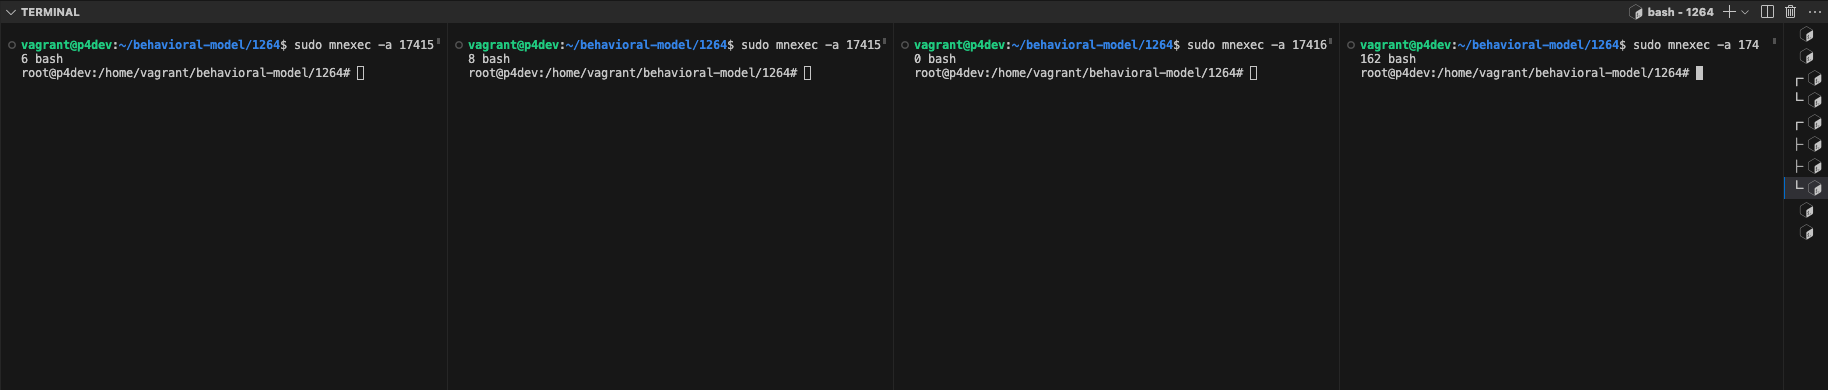 TERMINAL
bash - 1264
vagrant@p4dev:~/behavioral-model/1264$ sudo mnexec -a 17415
6 bash
root@p4dev:/home/vagrant/behavioral-model/1264#
vagrant@p4dev:~/behavioral-model/1264$ sudo mnexec -a 17415
8 bash
root@p4dev:/home/vagrant/behavioral-model/1264#
vagrant@p4dev:~/behavioral-model/1264$ sudo mnexec -a 17416
0 bash
root@p4dev:/home/vagrant/behavioral-model/1264#
vagrant@p4dev:~/behavioral-model/1264$ sudo mnexec -a 174
162 bash
root@p4dev:/home/vagrant/behavioral-model/1264#